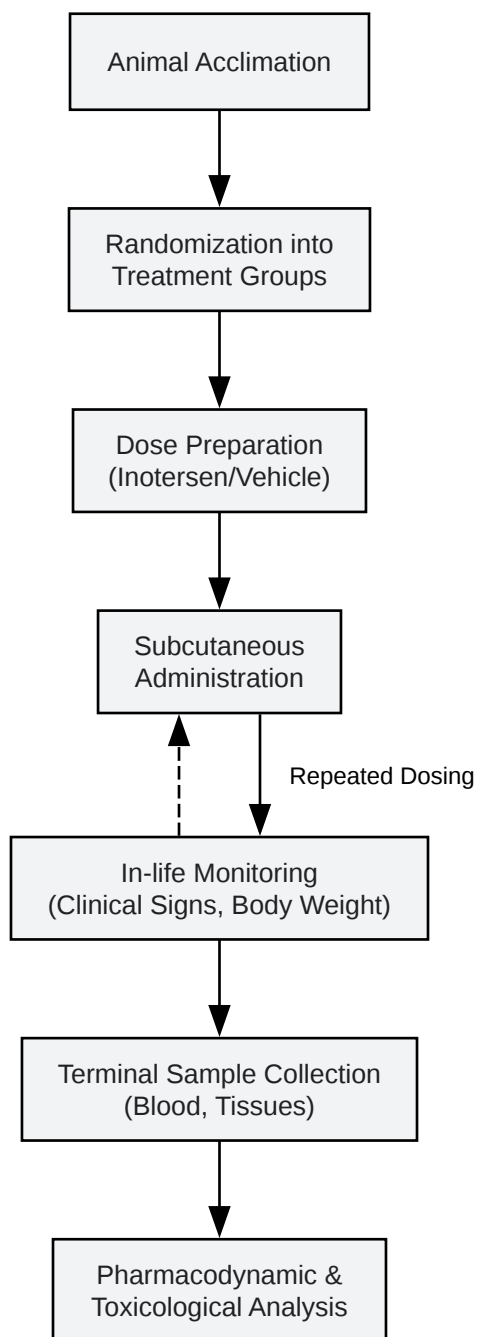 Animal Acclimation
Randomization into
Treatment Groups
Dose Preparation
(Inotersen/Vehicle)
Subcutaneous
Administration
Repeated Dosing
In-life Monitoring
(Clinical Signs, Body Weight)
Terminal Sample Collection
(Blood, Tissues)
Pharmacodynamic &
Toxicological Analysis